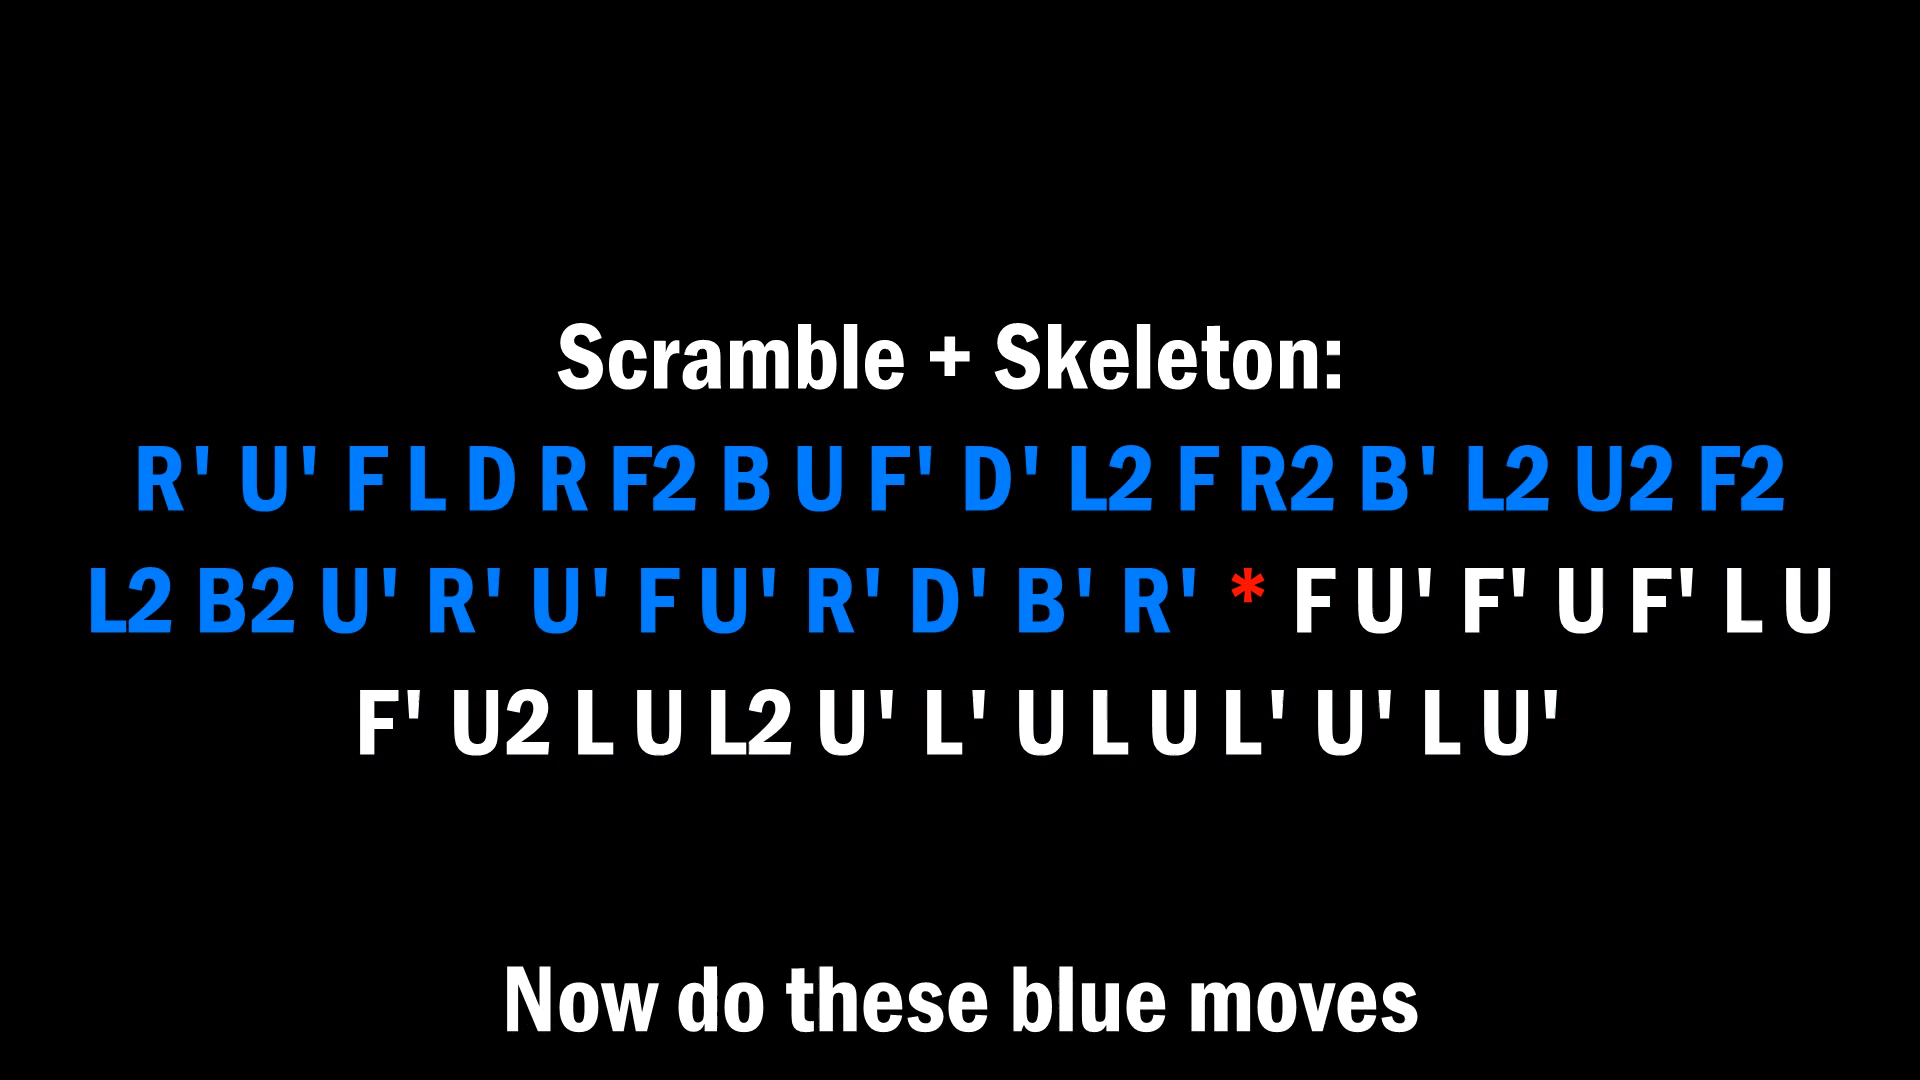 Scramble + Skeleton:
R' U' F L D R F2 B U F' D' L2 F R2 B' L2 U2 F2
L2 B2 U' R' U' F U' R' D' B' R' * F U' F' U F' L U
F' U2 L U L2 U' L' U L U L' U' L U'
Now do these blue moves